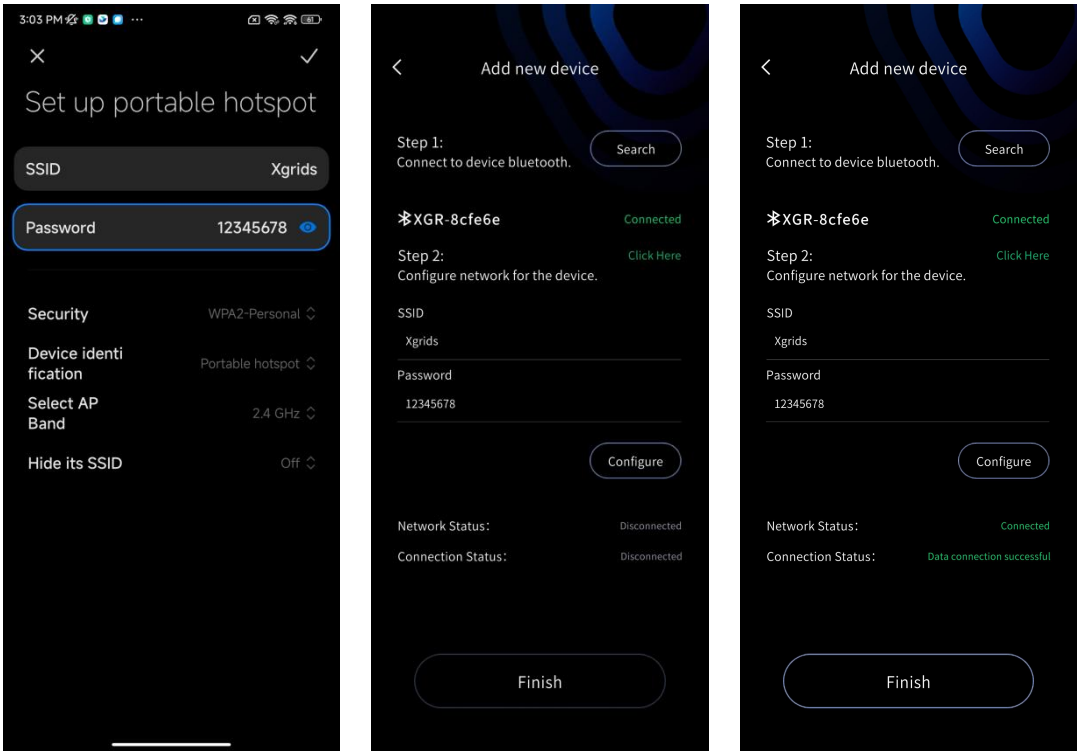 3:03 PM
61
Set up portable hotspot
SSID Xgrids
Password 12345678
Security WPA2-Personal
Device identi
fication
Portable hotspot
Select AP
Band
2.4 GHz
Hide its SSID Off
Add new device
Step 1:
Connect to device bluetooth.
Search
XGR-8cfe6e Connected
Step 2: Click Here
Configure network for the device.
SSID
Xgrids
Password
12345678
Configure
Network Status: Disconnected
Connection Status: Disconnected
Finish
Add new device
Step 1:
Connect to device bluetooth.
Search
XGR-8cfe6e Connected
Step 2: Click Here
Configure network for the device.
SSID
Xgrids
Password
12345678
Configure
Network Status: Connected
Connection Status: Data connection successful
Finish